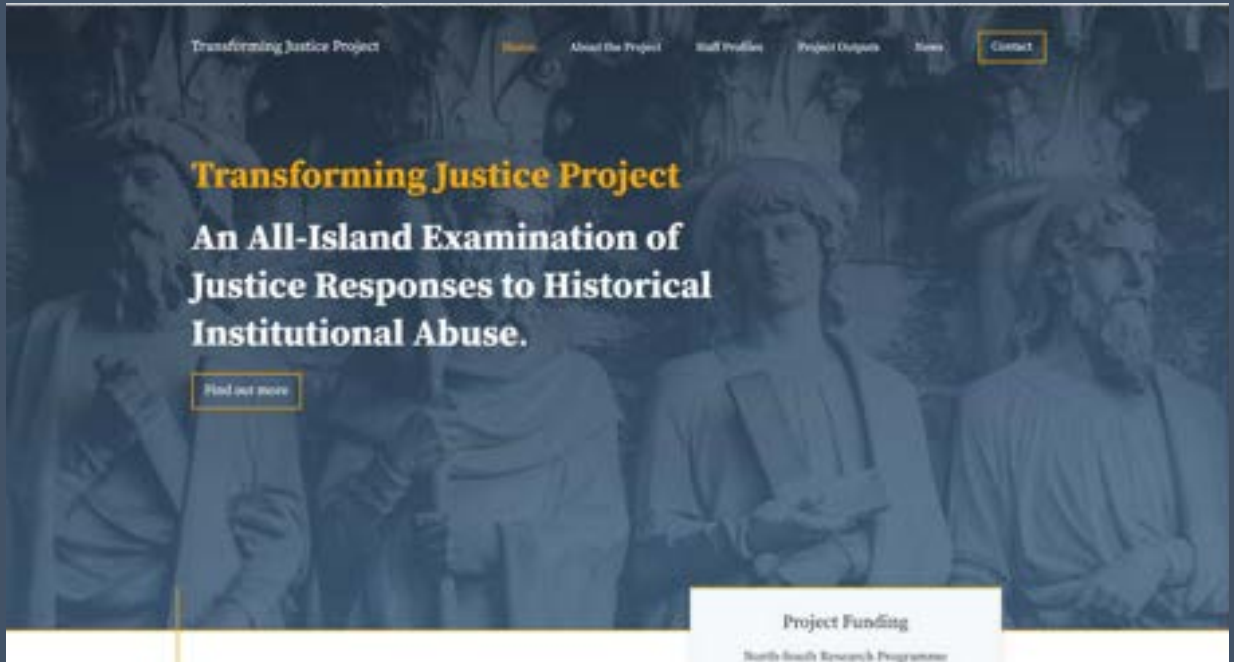 Transforming Justice Project
Home About the Project Staff Profiles Project Outputs News Contact
Transforming Justice Project
An All-Island Examination of
Justice Responses to Historical
Institutional Abuse.
Find out more
Project Funding
North-South Research Programme